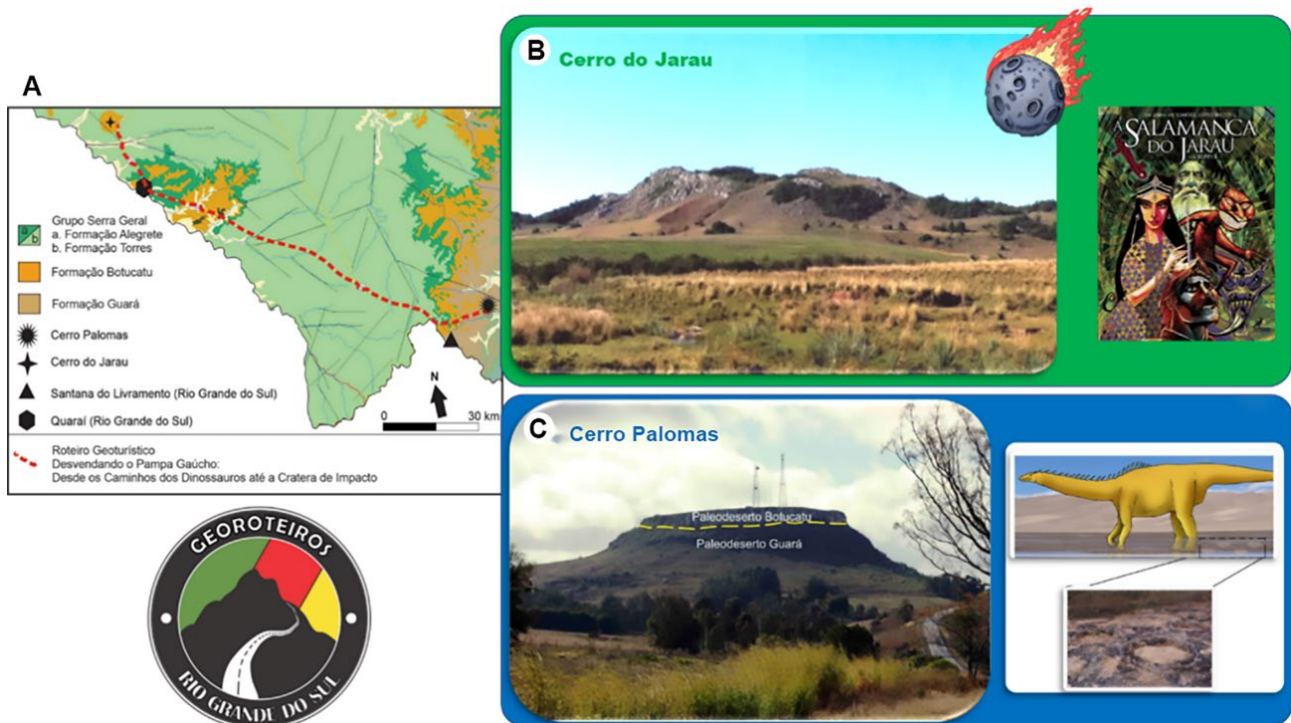 A
Grupo Serra Geral
a. Formação Alegrete
b. Formação Torres
a
b
Formação Botucatu
Formação Guará
Cerro Palomas
Cerro do Jarau
Santana do Livramento (Rio Grande do Sul)
Quaraí (Rio Grande do Sul)
N
0 30 km
Roteiro Geoturístico
Desvendando o Pampa Gaúcho:
Desde os Caminhos dos Dinossauros até a Cratera de Impacto
GEOROTEIROS
RIO GRANDE DO SUL
B
Cerro do Jarau
A SALAMANCA
DO JARAU
C
Cerro Palomas
Paleodeserto Botucatu
Paleodeserto Guará